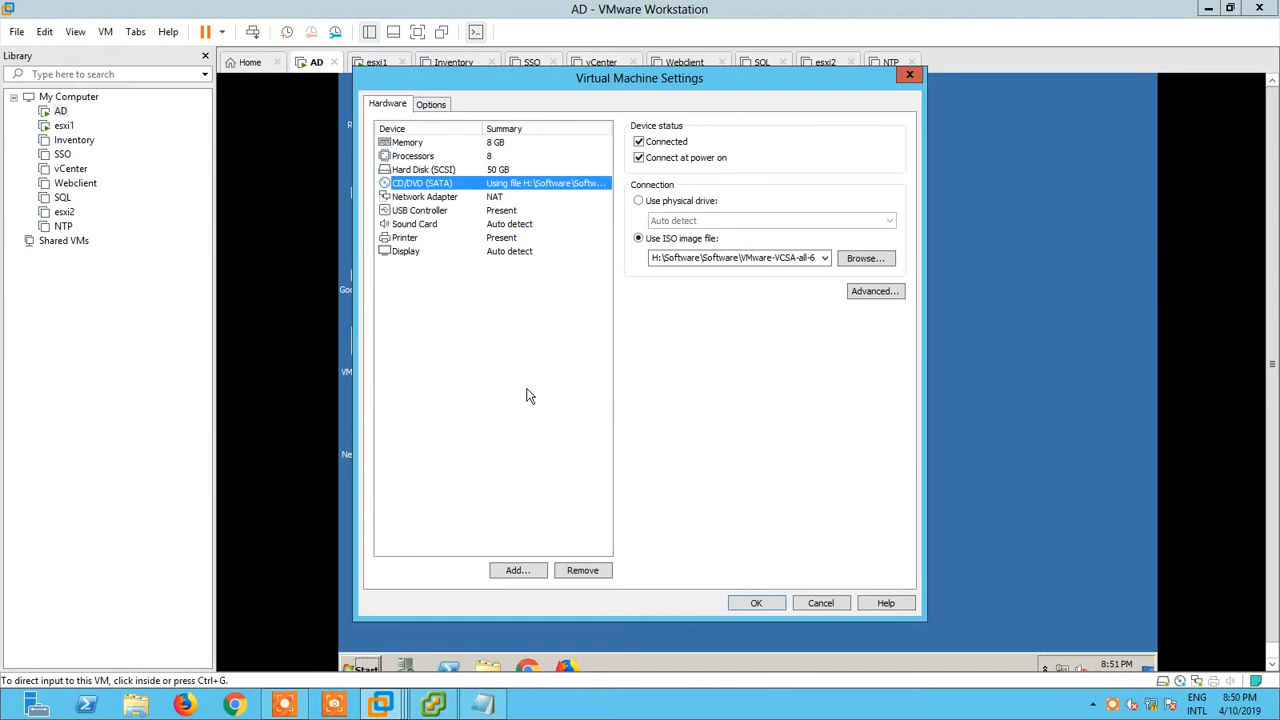 AD - VMware Workstation
File Edit View VM Tabs Help
Library
Type here to search
My Computer
AD
esxi1
Inventory
SSO
vCenter
Webclient
SQL
esxi2
NTP
Shared VMs
Home AD esxi1 Inventory SSO vCenter Webclient SQL esxi2 NTP
Virtual Machine Settings
Hardware Options
Device Summary
Memory 8 GB
Processors 8
Hard Disk (SCSI) 50 GB
CD/DVD (SATA) Using file H:\Software\Softw...
Network Adapter NAT
USB Controller Present
Sound Card Auto detect
Printer Present
Display Auto detect
Add... Remove
Device status
Connected
Connect at power on
Connection
Use physical drive:
Auto detect
Use ISO image file:
H:\Software\Software\VMware-VCSA-all-6 Browse...
Advanced...
OK Cancel Help
R
Goo
VM
Ne
Start
8:51 PM
To direct input to this VM, click inside or press Ctrl+G.
ENG 8:50 PM
INTL 4/10/2019